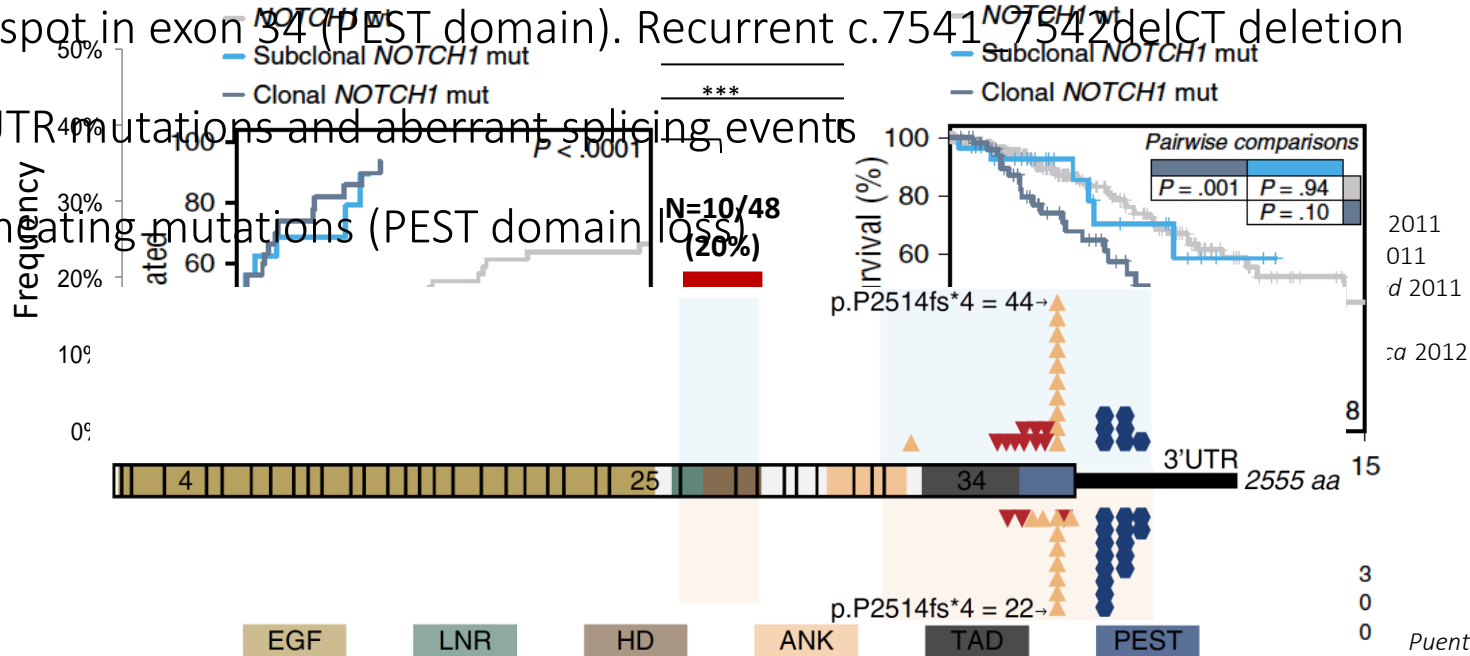 NOTCH1 wt
NOTCH1 wt
spot in exon 34 (PEST domain). Recurrent c.7541_7542delCT deletion
50%
Subclonal NOTCH1 mut
Subclonal NOTCH1 mut
Clonal NOTCH1 mut
***
Clonal NOTCH1 mut
UTR mutations and aberrant splicing events
40%
100
P < .0001
100
Pairwise comparisons
P = .001
P = .94
P = .10
Frequency
30%
80
N=10/48
(20%)
80
2011
mutations (PEST domain loss)
ated
60
rvival (%)
60
011
20%
d 2011
p.P2514fs*4 = 44→
10%
ca 2012
0%
8
3'UTR
15
4
25
34
2555 aa
3
0
0
p.P2514fs*4 = 22→
EGF
LNR
HD
ANK
TAD
PEST
Puent